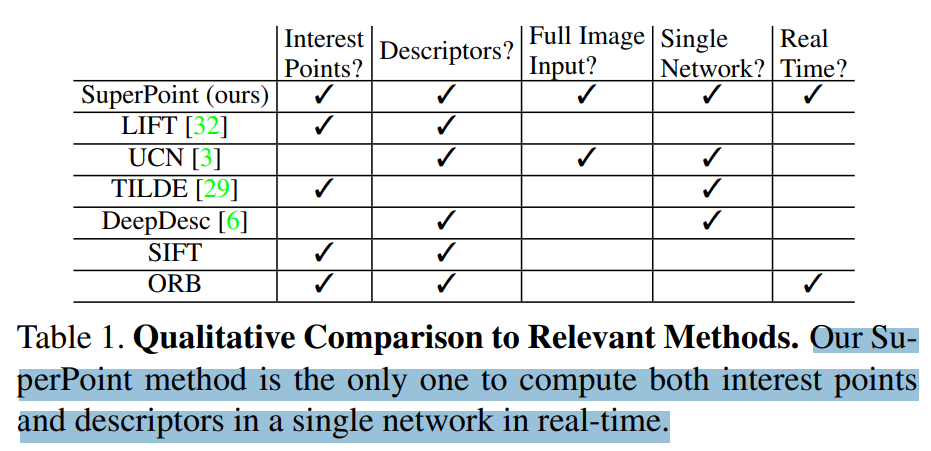 Interest Points? Descriptors? Full Image Input? Single Network? Real Time?
SuperPoint (ours) ✓ ✓ ✓ ✓ ✓
LIFT [32] ✓ ✓
UCN [3] ✓ ✓ ✓
TILDE [29] ✓ ✓
DeepDesc [6] ✓ ✓
SIFT ✓ ✓
ORB ✓ ✓ ✓
Table 1. Qualitative Comparison to Relevant Methods. Our Su-
perPoint method is the only one to compute both interest points
and descriptors in a single network in real-time.